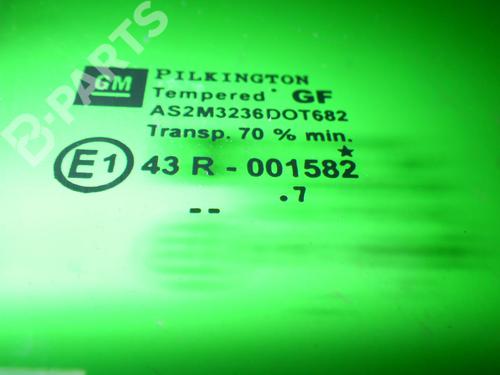 B-PARTS
GM PILKINGTON
Tempered GF
AS2M3236DOT682
Transp. 70 % min.
E1 43 R - 001582
.7
--